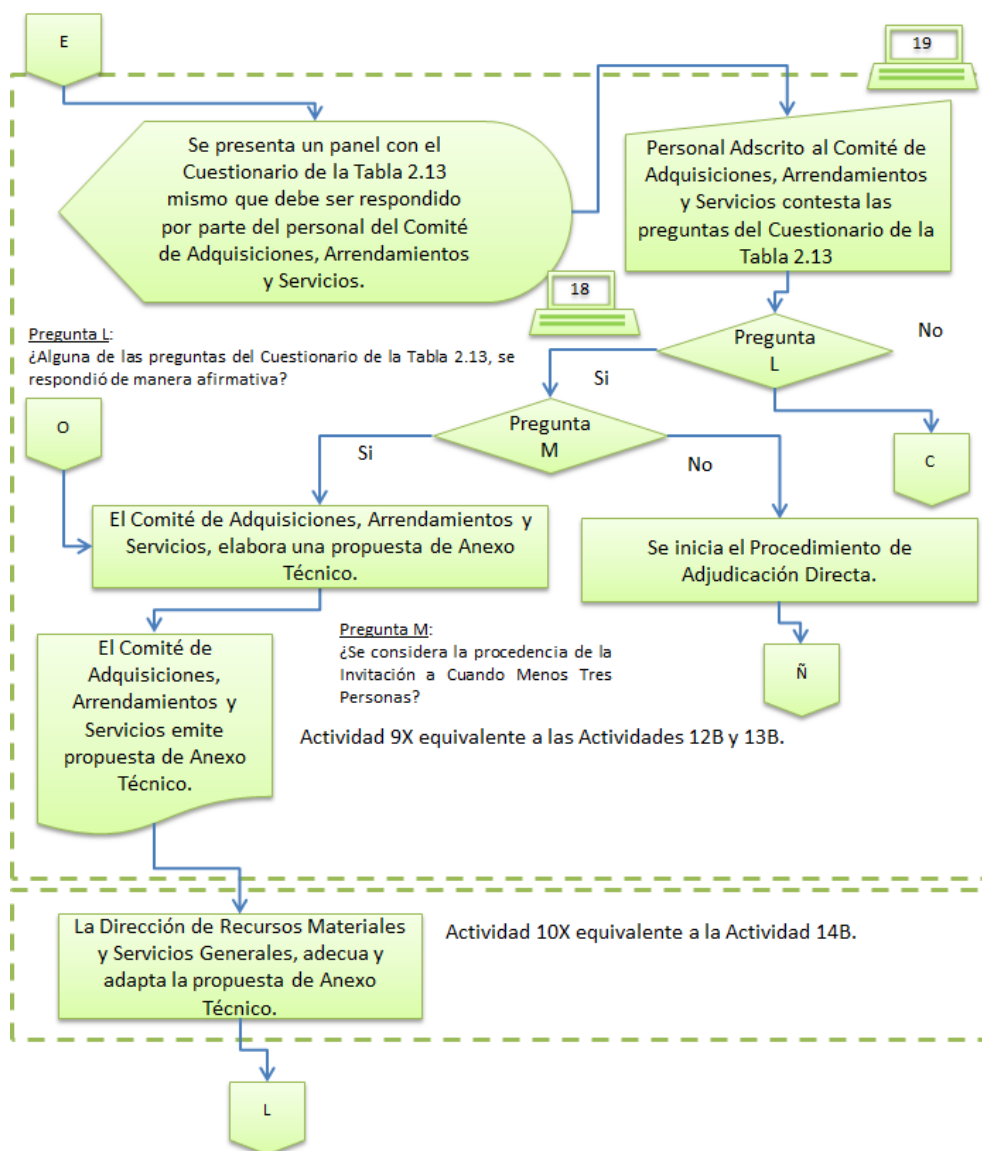 E
19
Se presenta un panel con el
Cuestionario de la Tabla 2.13
mismo que debe ser respondido
por parte del personal del Comité
de Adquisiciones, Arrendamientos
y Servicios.
Personal Adscrito al Comité de
Adquisiciones, Arrendamientos
y Servicios contesta las
preguntas del Cuestionario de la
Tabla 2.13
18
Pregunta L:
¿Alguna de las preguntas del Cuestionario de la Tabla 2.13, se
respondió de manera afirmativa?
Pregunta
L
No
Si
O
Pregunta
M
Si
No
C
El Comité de Adquisiciones, Arrendamientos y
Servicios, elabora una propuesta de Anexo
Técnico.
Se inicia el Procedimiento de
Adjudicación Directa.
Pregunta M:
¿Se considera la procedencia de la
Invitación a Cuando Menos Tres
Personas?
Ñ
El Comité de
Adquisiciones,
Arrendamientos y
Servicios emite
propuesta de Anexo
Técnico.
Actividad 9X equivalente a las Actividades 12B y 13B.
La Dirección de Recursos Materiales
y Servicios Generales, adecua y
adapta la propuesta de Anexo
Técnico.
Actividad 10X equivalente a la Actividad 14B.
L